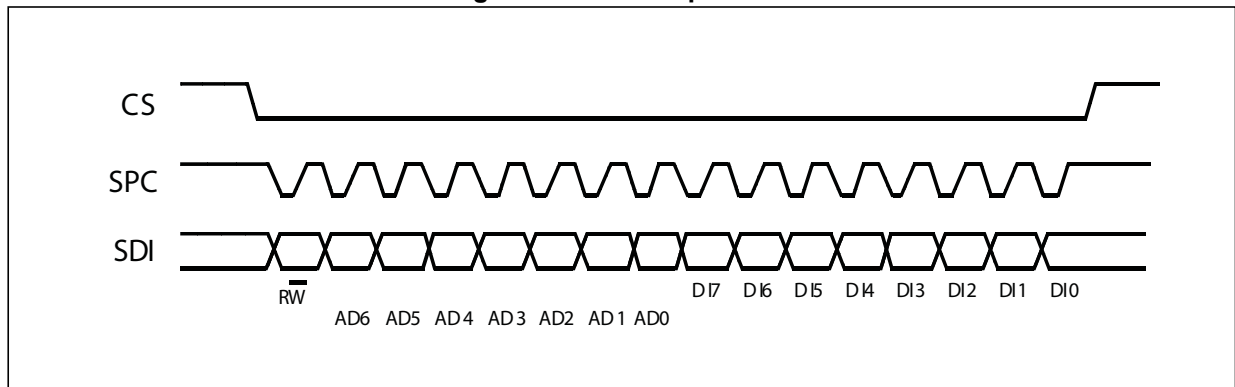 CS
SPC
SDI
RW
DI7 DI6 DI5 DI4 DI3 DI2 DI1 DI0
AD6 AD5 AD4 AD3 AD2 AD1 AD0